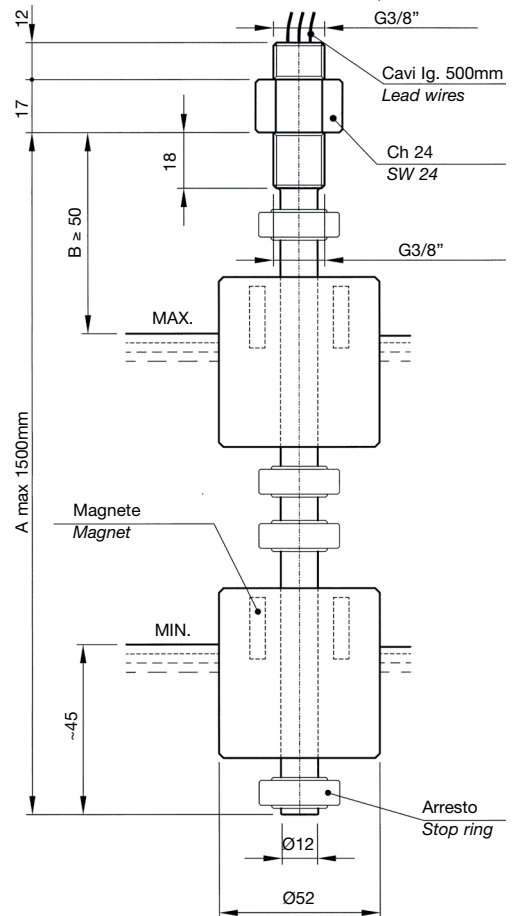 12
G3/8”
Cavi lg. 500mm
Lead wires
17
Ch 24
SW 24
18
B ≥ 50
G3/8”
MAX.
A max 1500mm
Magnete
Magnet
MIN.
~45
Arresto
Stop ring
Ø12
Ø52